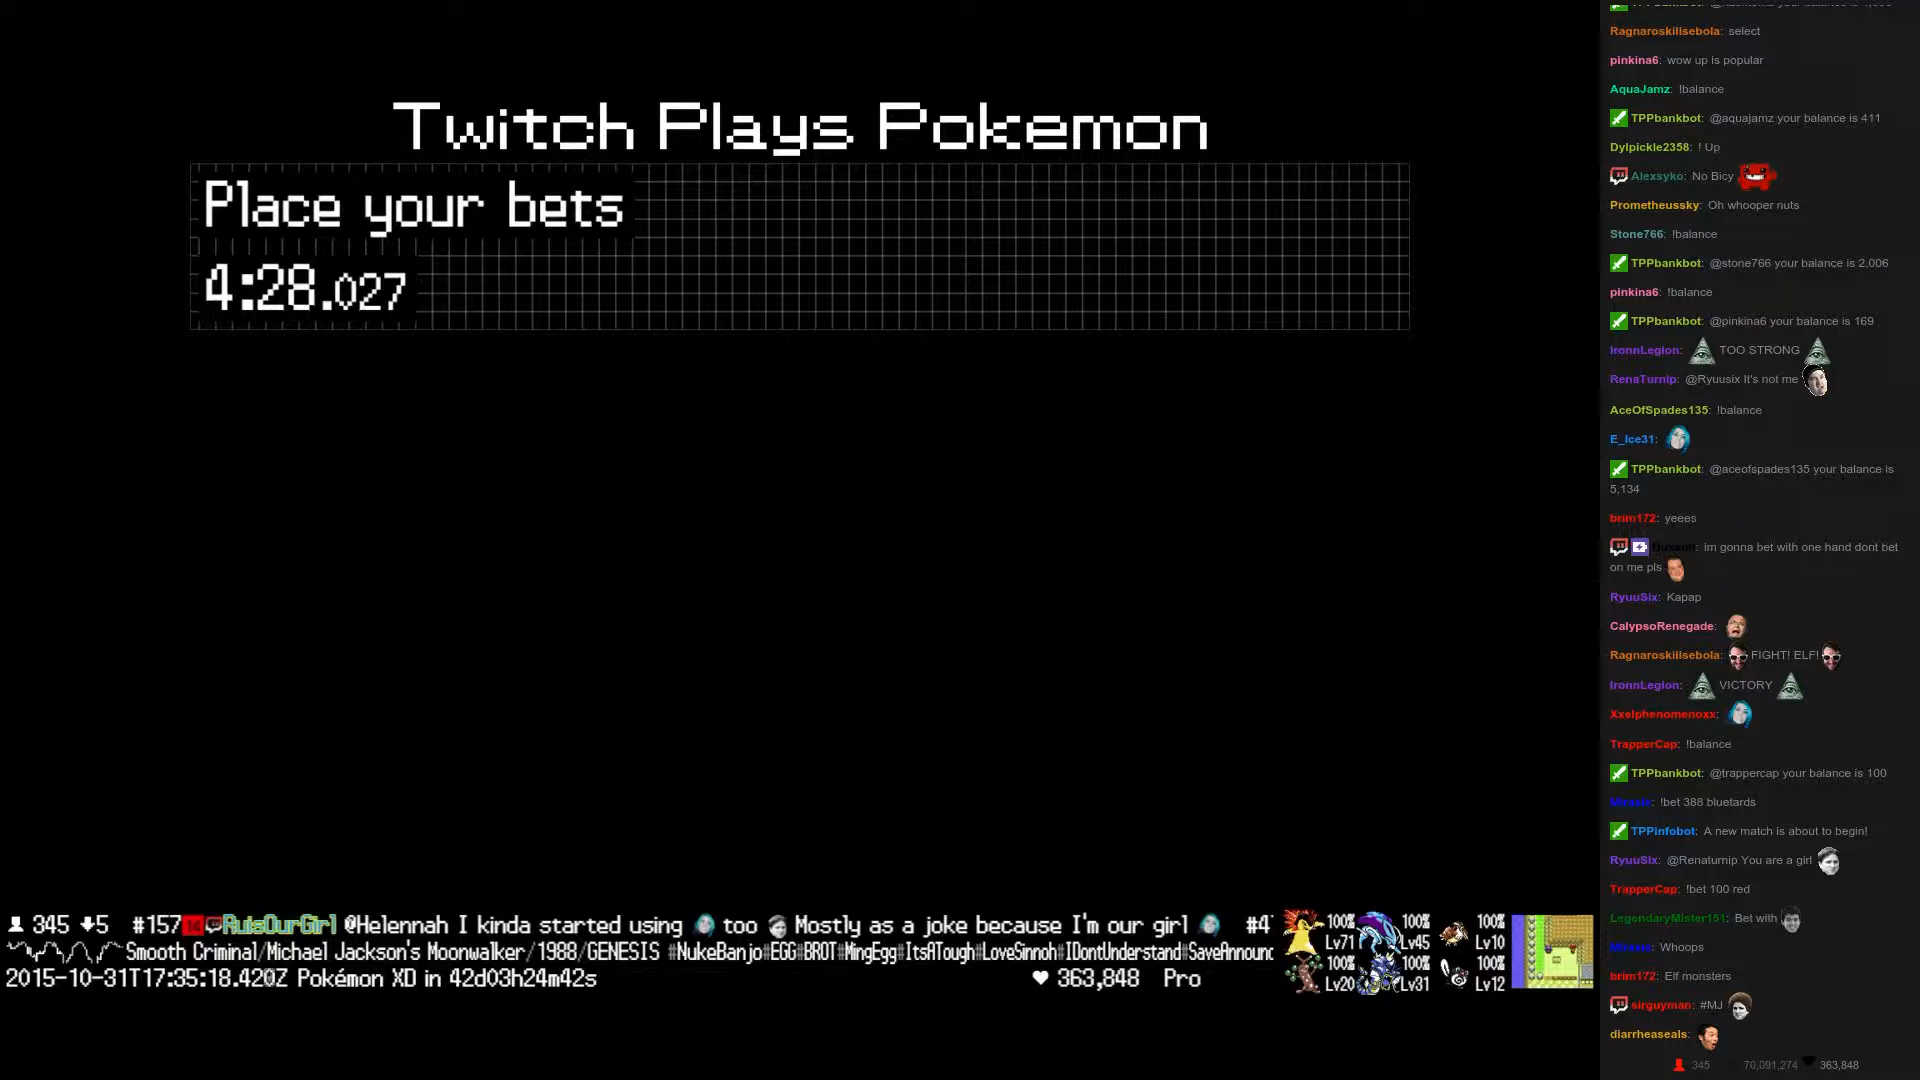 Twitch Plays Pokemon
Place your bets
4:28.027
345 5 #157 RuisOurGirl @Helennah I kinda started using too Mostly as a joke because I'm our girl #4
Smooth Criminal/Michael Jackson's Moonwalker/1988/GENESIS #NukeBanjo#EGG#BROT#MingEgg#ItsATough#LoveSinnoh#IDontUnderstand#SaveAnnounc
2015-10-31T17:35:18.420Z Pokémon XD in 42d03h24m42s
363,848 Pro
100% 100% 100%
Lv71 Lv45 Lv10
100% 100% 100%
Lv20 Lv31 Lv12
Ragnaroskillsebola: select
pinkina6: wow up is popular
AquaJamz: !balance
TPPbankbot: @aquajamz your balance is 411
Dylpickle2358: ! Up
Alexsyko: No Bicy
Prometheussky: Oh whooper nuts
Stone766: !balance
TPPbankbot: @stone766 your balance is 2,006
pinkina6: !balance
TPPbankbot: @pinkina6 your balance is 169
IronnLegion: TOO STRONG
RenaTurnip: @Ryuusix It's not me
AceOfSpades135: !balance
E_Ice31:
TPPbankbot: @aceofspades135 your balance is
5,134
brim172: yeees
: im gonna bet with one hand dont bet
on me pls
RyuuSix: Kapap
CalypsoRenegade:
Ragnaroskillsebola: FIGHT! ELF!
IronnLegion: VICTORY
Xxelphenomenoxx:
TrapperCap: !balance
TPPbankbot: @trappercap your balance is 100
: !bet 388 bluetards
TPPinfobot: A new match is about to begin!
RyuuSix: @Renaturnip You are a girl
TrapperCap: !bet 100 red
LegendaryMister151: Bet with
: Whoops
brim172: Elf monsters
sirguyman: #MJ
diarrheaseals:
345 70,091,274 363,848